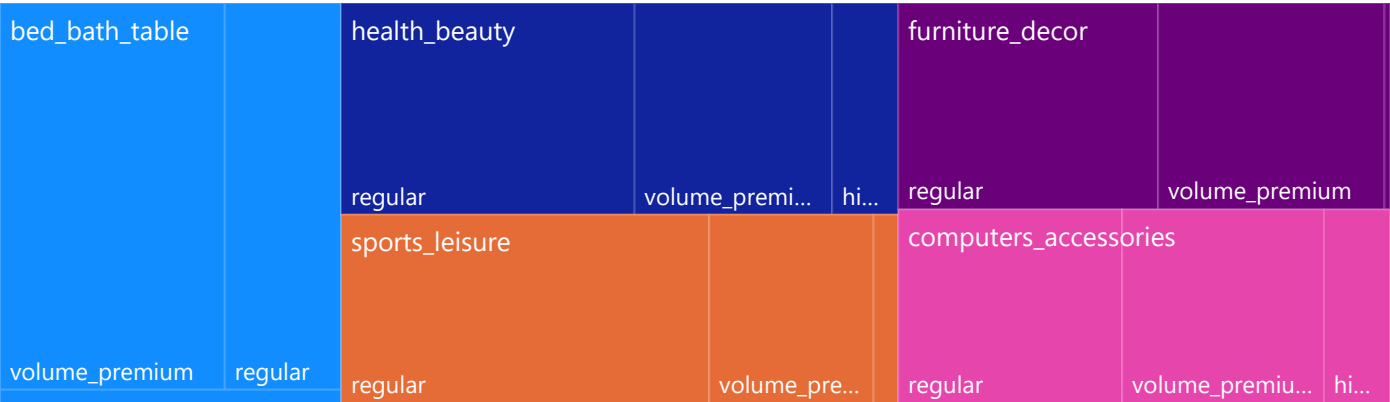 bed_bath_table
volume_premium
regular
health_beauty
regular
volume_premi...
hi...
sports_leisure
regular
volume_pre...
furniture_decor
regular
volume_premium
computers_accessories
regular
volume_premiu...
hi...